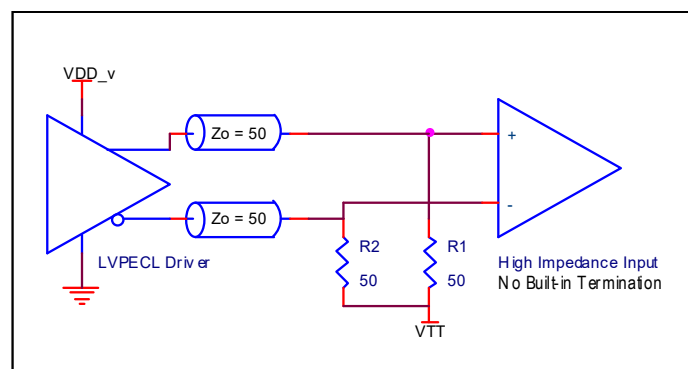 VDD_v
Zo = 50
+
Zo = 50
-
R2
50
R1
50
LVPECL Driver
High Impedance Input
No Built-in Termination
VTT